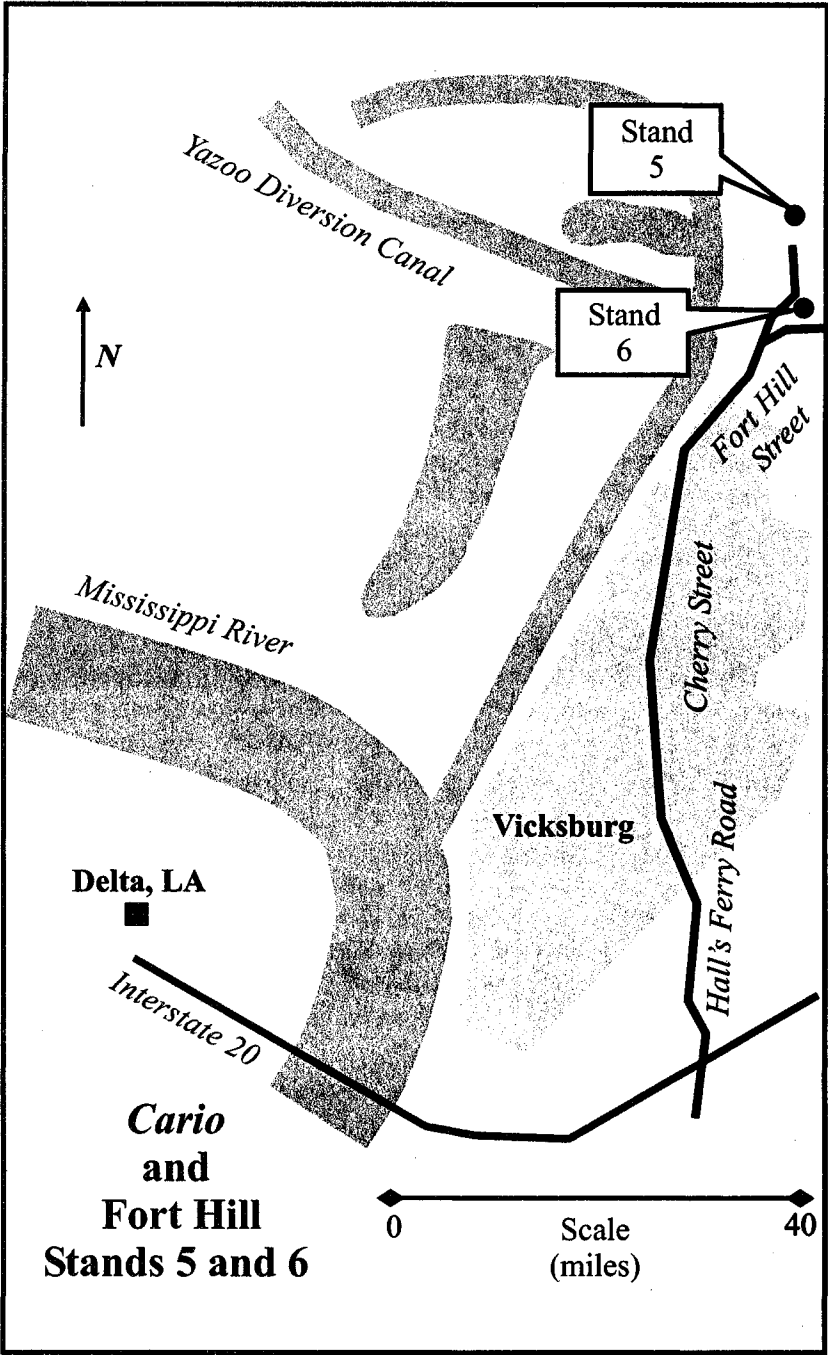 Stand
5
Yazoo Diversion Canal
Stand
6
N
Fort Hill
Street
Mississippi River
Cherry Street
Vicksburg
Hall's Ferry Road
Delta, LA
Interstate 20
Cario
and
Fort Hill
Stands 5 and 6
0
Scale
(miles)
40